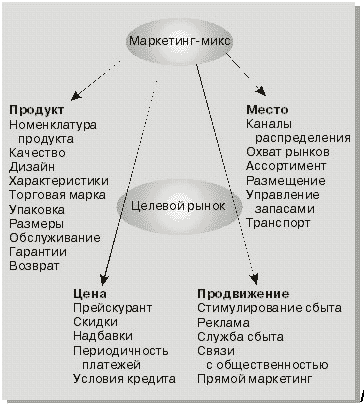 Маркетинг-микс
Продукт
Номенклатура
продукта
Качество
Дизайн
Характеристики
Торговая марка
Упаковка
Размеры
Обслуживание
Гарантии
Возврат
Место
Каналы
распределения
Охват рынков
Ассортимент
Размещение
Управление
запасами
Транспорт
Целевой рынок
Цена
Прейскурант
Скидки
Надбавки
Периодичность
платежей
Условия кредита
Продвижение
Стимулирование сбыта
Реклама
Служба сбыта
Связи
с общественностью
Прямой маркетинг